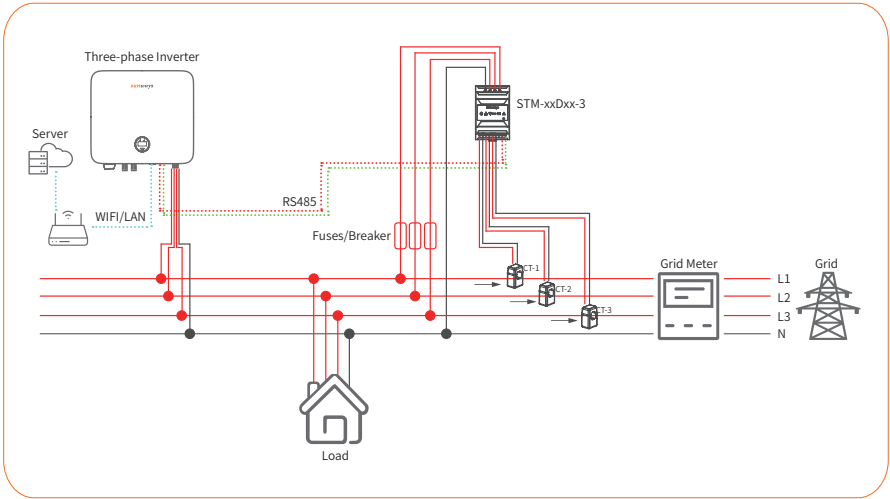 Three-phase Inverter
STM-xxDxx-3
Server
WIFI/LAN
RS485
Fuses/Breaker
CT-1
CT-2
CT-3
Grid Meter
Grid
L1
L2
L3
N
Load